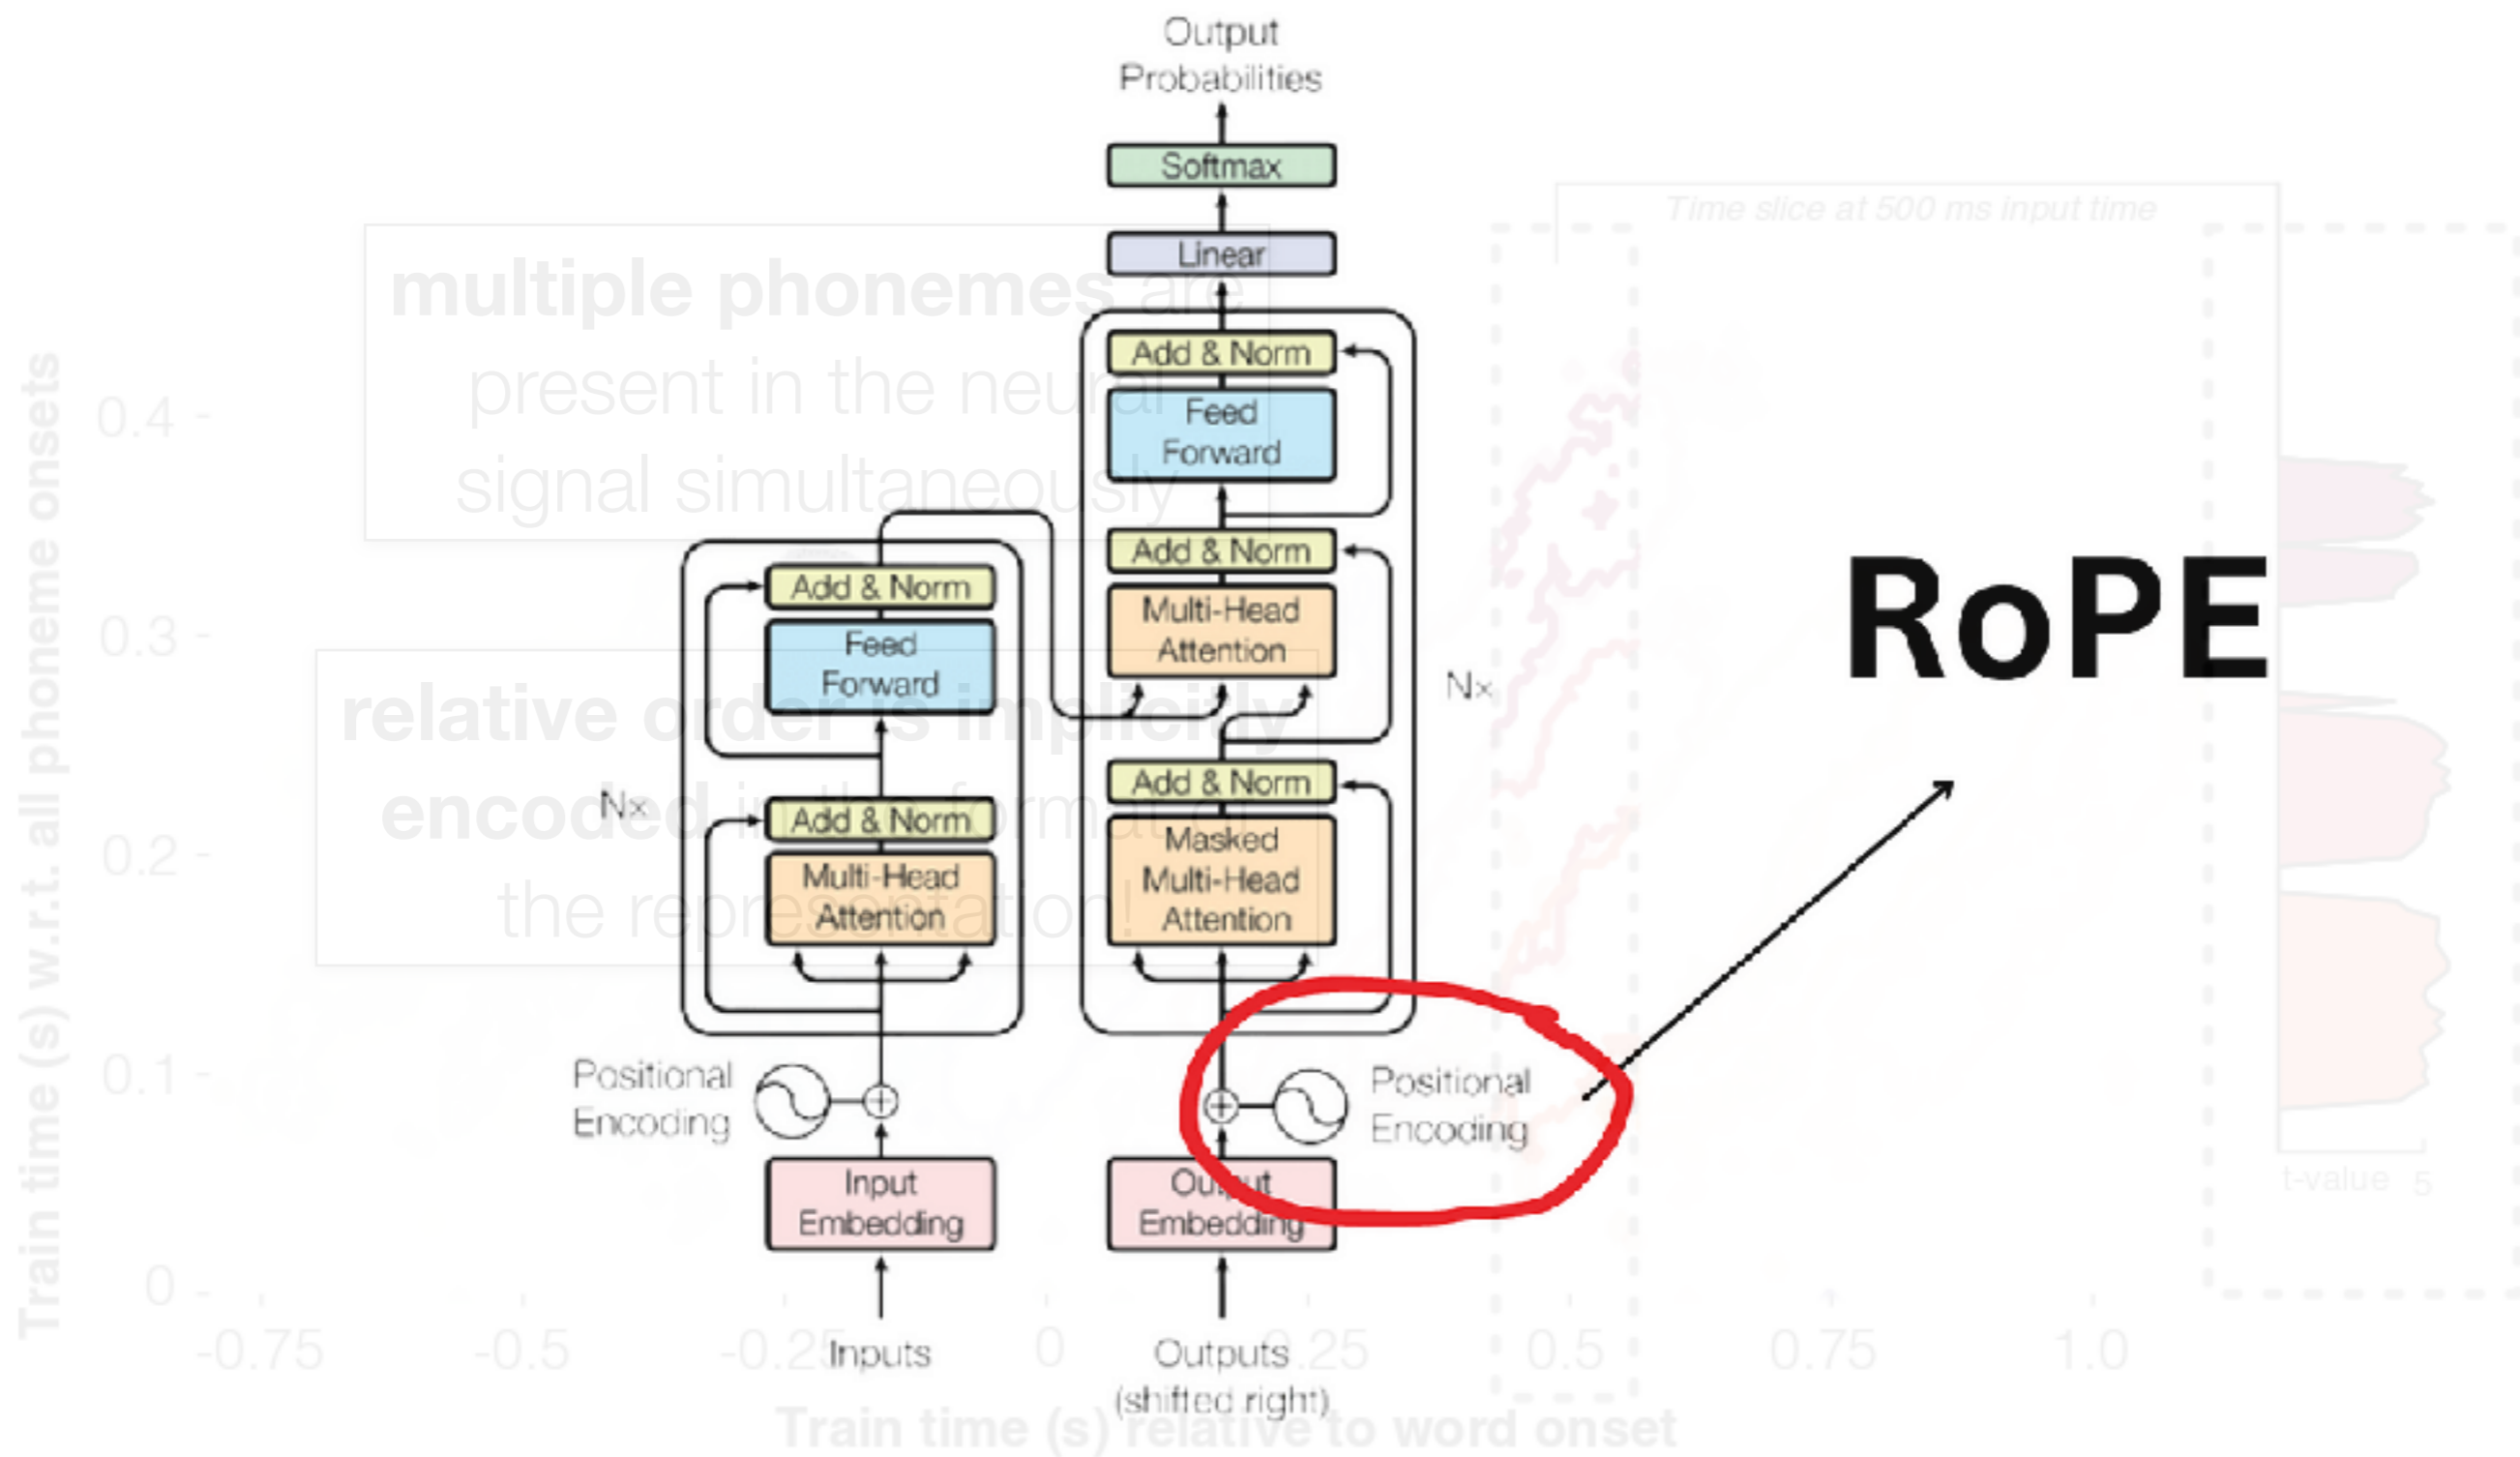 Output
Probabilities
Softmax
Linear
Add & Norm
Feed
Forward
Add & Norm
Multi-Head
Attention
Nx
Add & Norm
Masked
Multi-Head
Attention
Positional
Encoding
Output
Embedding
Outputs
(shifted right)
Add & Norm
Feed
Forward
Nx
Add & Norm
Multi-Head
Attention
Positional
Encoding
Input
Embedding
Inputs
RoPE
multiple phonemes are
present in the neural
signal simultaneously
relative order is implicitly
encoded in this format of
the representation!
Time slice at 500 ms input time
t-value 5
Train time (s) w.r.t. all phoneme onsets
0.4
0.3
0.2
0.1
0
-0.75
-0.5
-0.25
0
0.25
0.5
0.75
1.0
Train time (s) relative to word onset